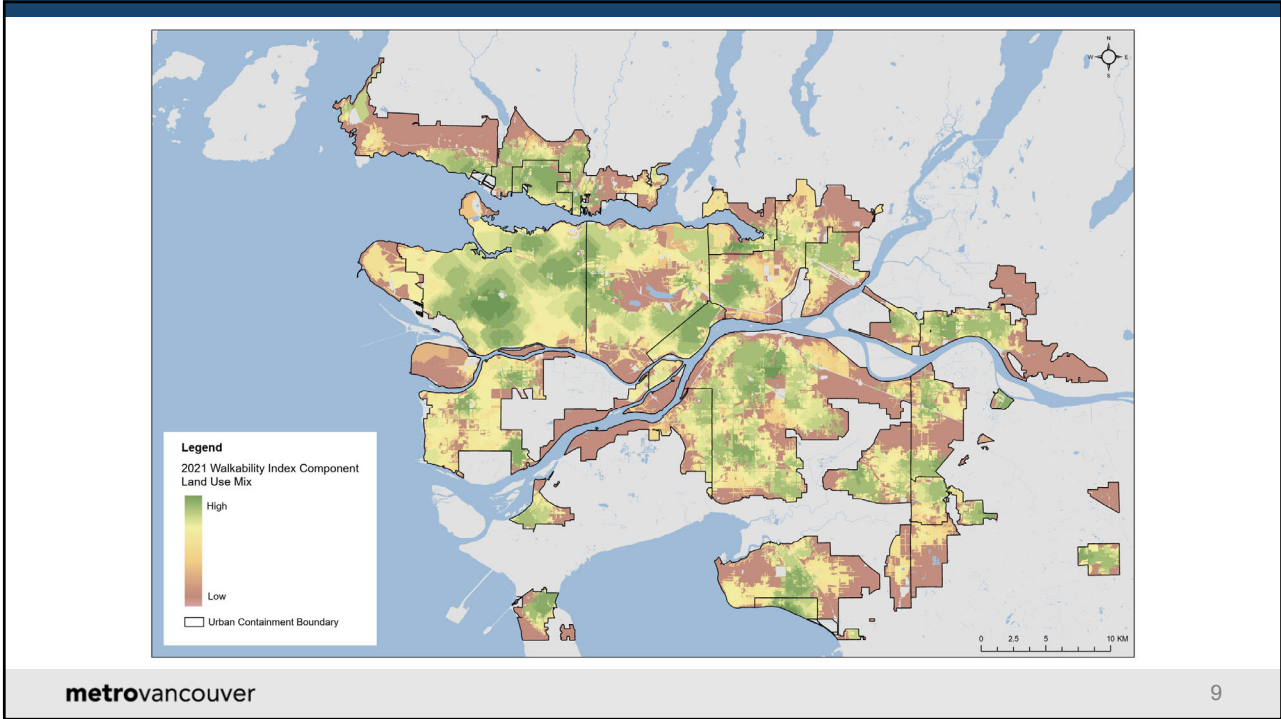 N
W E
S
Legend
2021 Walkability Index Component
Land Use Mix
High
Low
Urban Containment Boundary
0 2.5 5 10 KM
metrovancouver
9